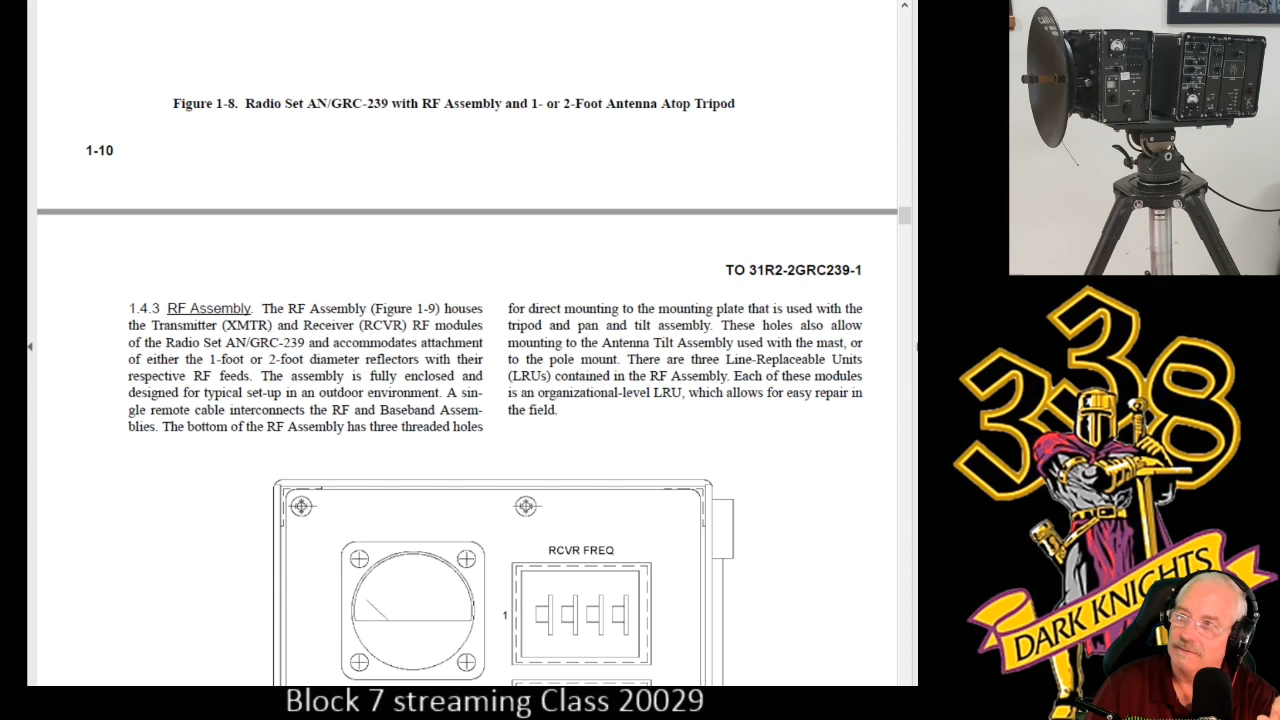 Figure 1-8. Radio Set AN/GRC-239 with RF Assembly and 1- or 2-Foot Antenna Atop Tripod
1-10
TO 31R2-2GRC239-1
1.4.3 RF Assembly. The RF Assembly (Figure 1-9) houses
the Transmitter (XMTR) and Receiver (RCVR) RF modules
of the Radio Set AN/GRC-239 and accommodates attachment
of either the 1-foot or 2-foot diameter reflectors with their
respective RF feeds. The assembly is fully enclosed and
designed for typical set-up in an outdoor environment. A sin-
gle remote cable interconnects the RF and Baseband Assem-
blies. The bottom of the RF Assembly has three threaded holes
for direct mounting to the mounting plate that is used with the
tripod and pan and tilt assembly. These holes also allow
mounting to the Antenna Tilt Assembly used with the mast, or
to the pole mount. There are three Line-Replaceable Units
(LRUs) contained in the RF Assembly. Each of these modules
is an organizational-level LRU, which allows for easy repair in
the field.
RCVR FREQ
1
338
DARK KNIGHTS
Block 7 streaming Class 20029